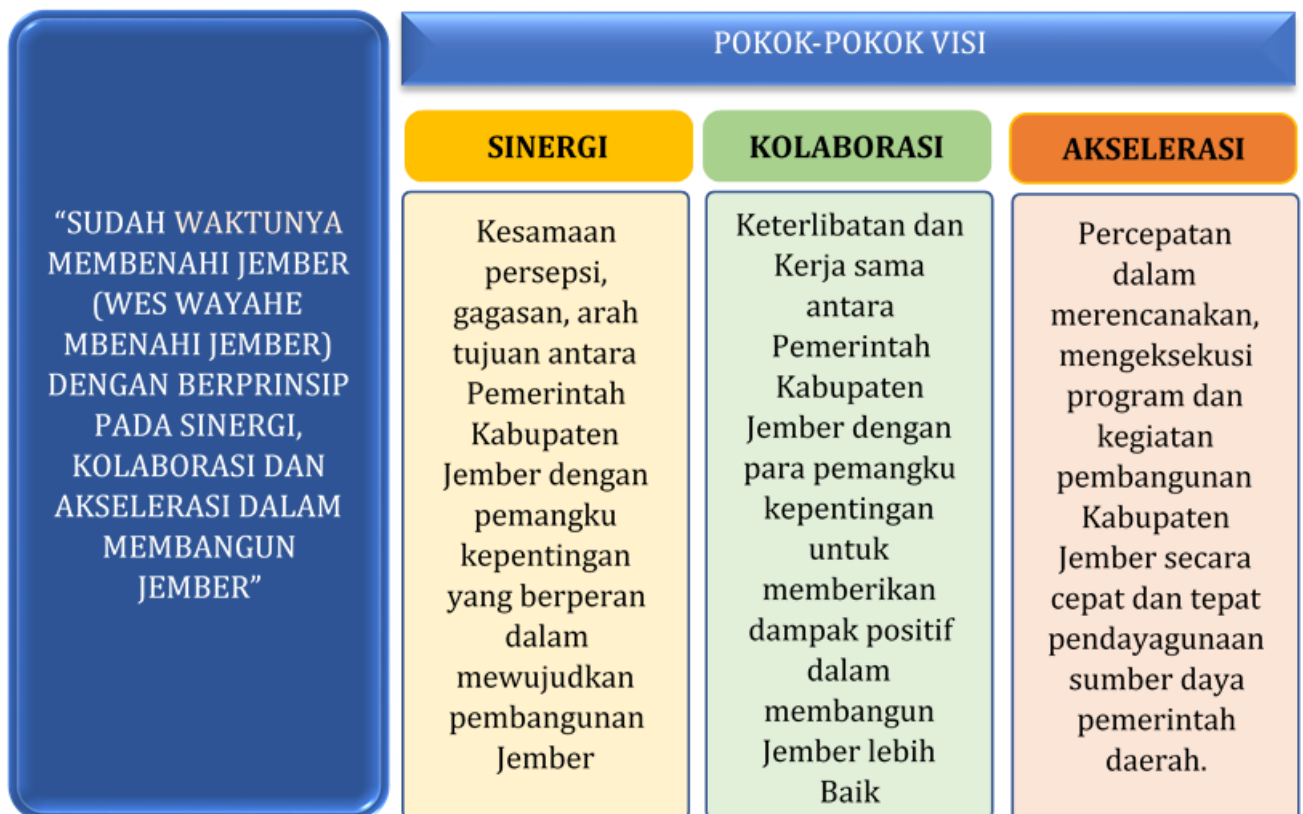 “SUDAH WAKTUNYA
MEMBENAHI JEMBER
(WES WAYAHE
MBENAHI JEMBER)
DENGAN BERPRINSIP
PADA SINERGI,
KOLABORASI DAN
AKSELERASI DALAM
MEMBANGUN
JEMBER”
POKOK-POKOK VISI
SINERGI
Kesamaan
persepsi,
gagasan, arah
tujuan antara
Pemerintah
Kabupaten
Jember dengan
pemangku
kepentingan
yang berperan
dalam
mewujudkan
pembangunan
Jember
KOLABORASI
Keterlibatan dan
Kerja sama
antara
Pemerintah
Kabupaten
Jember dengan
para pemangku
kepentingan
untuk
memberikan
dampak positif
dalam
membangun
Jember lebih
Baik
AKSELERASI
Percepatan
dalam
merencanakan,
mengeksekusi
program dan
kegiatan
pembangunan
Kabupaten
Jember secara
cepat dan tepat
pendayagunaan
sumber daya
pemerintah
daerah.